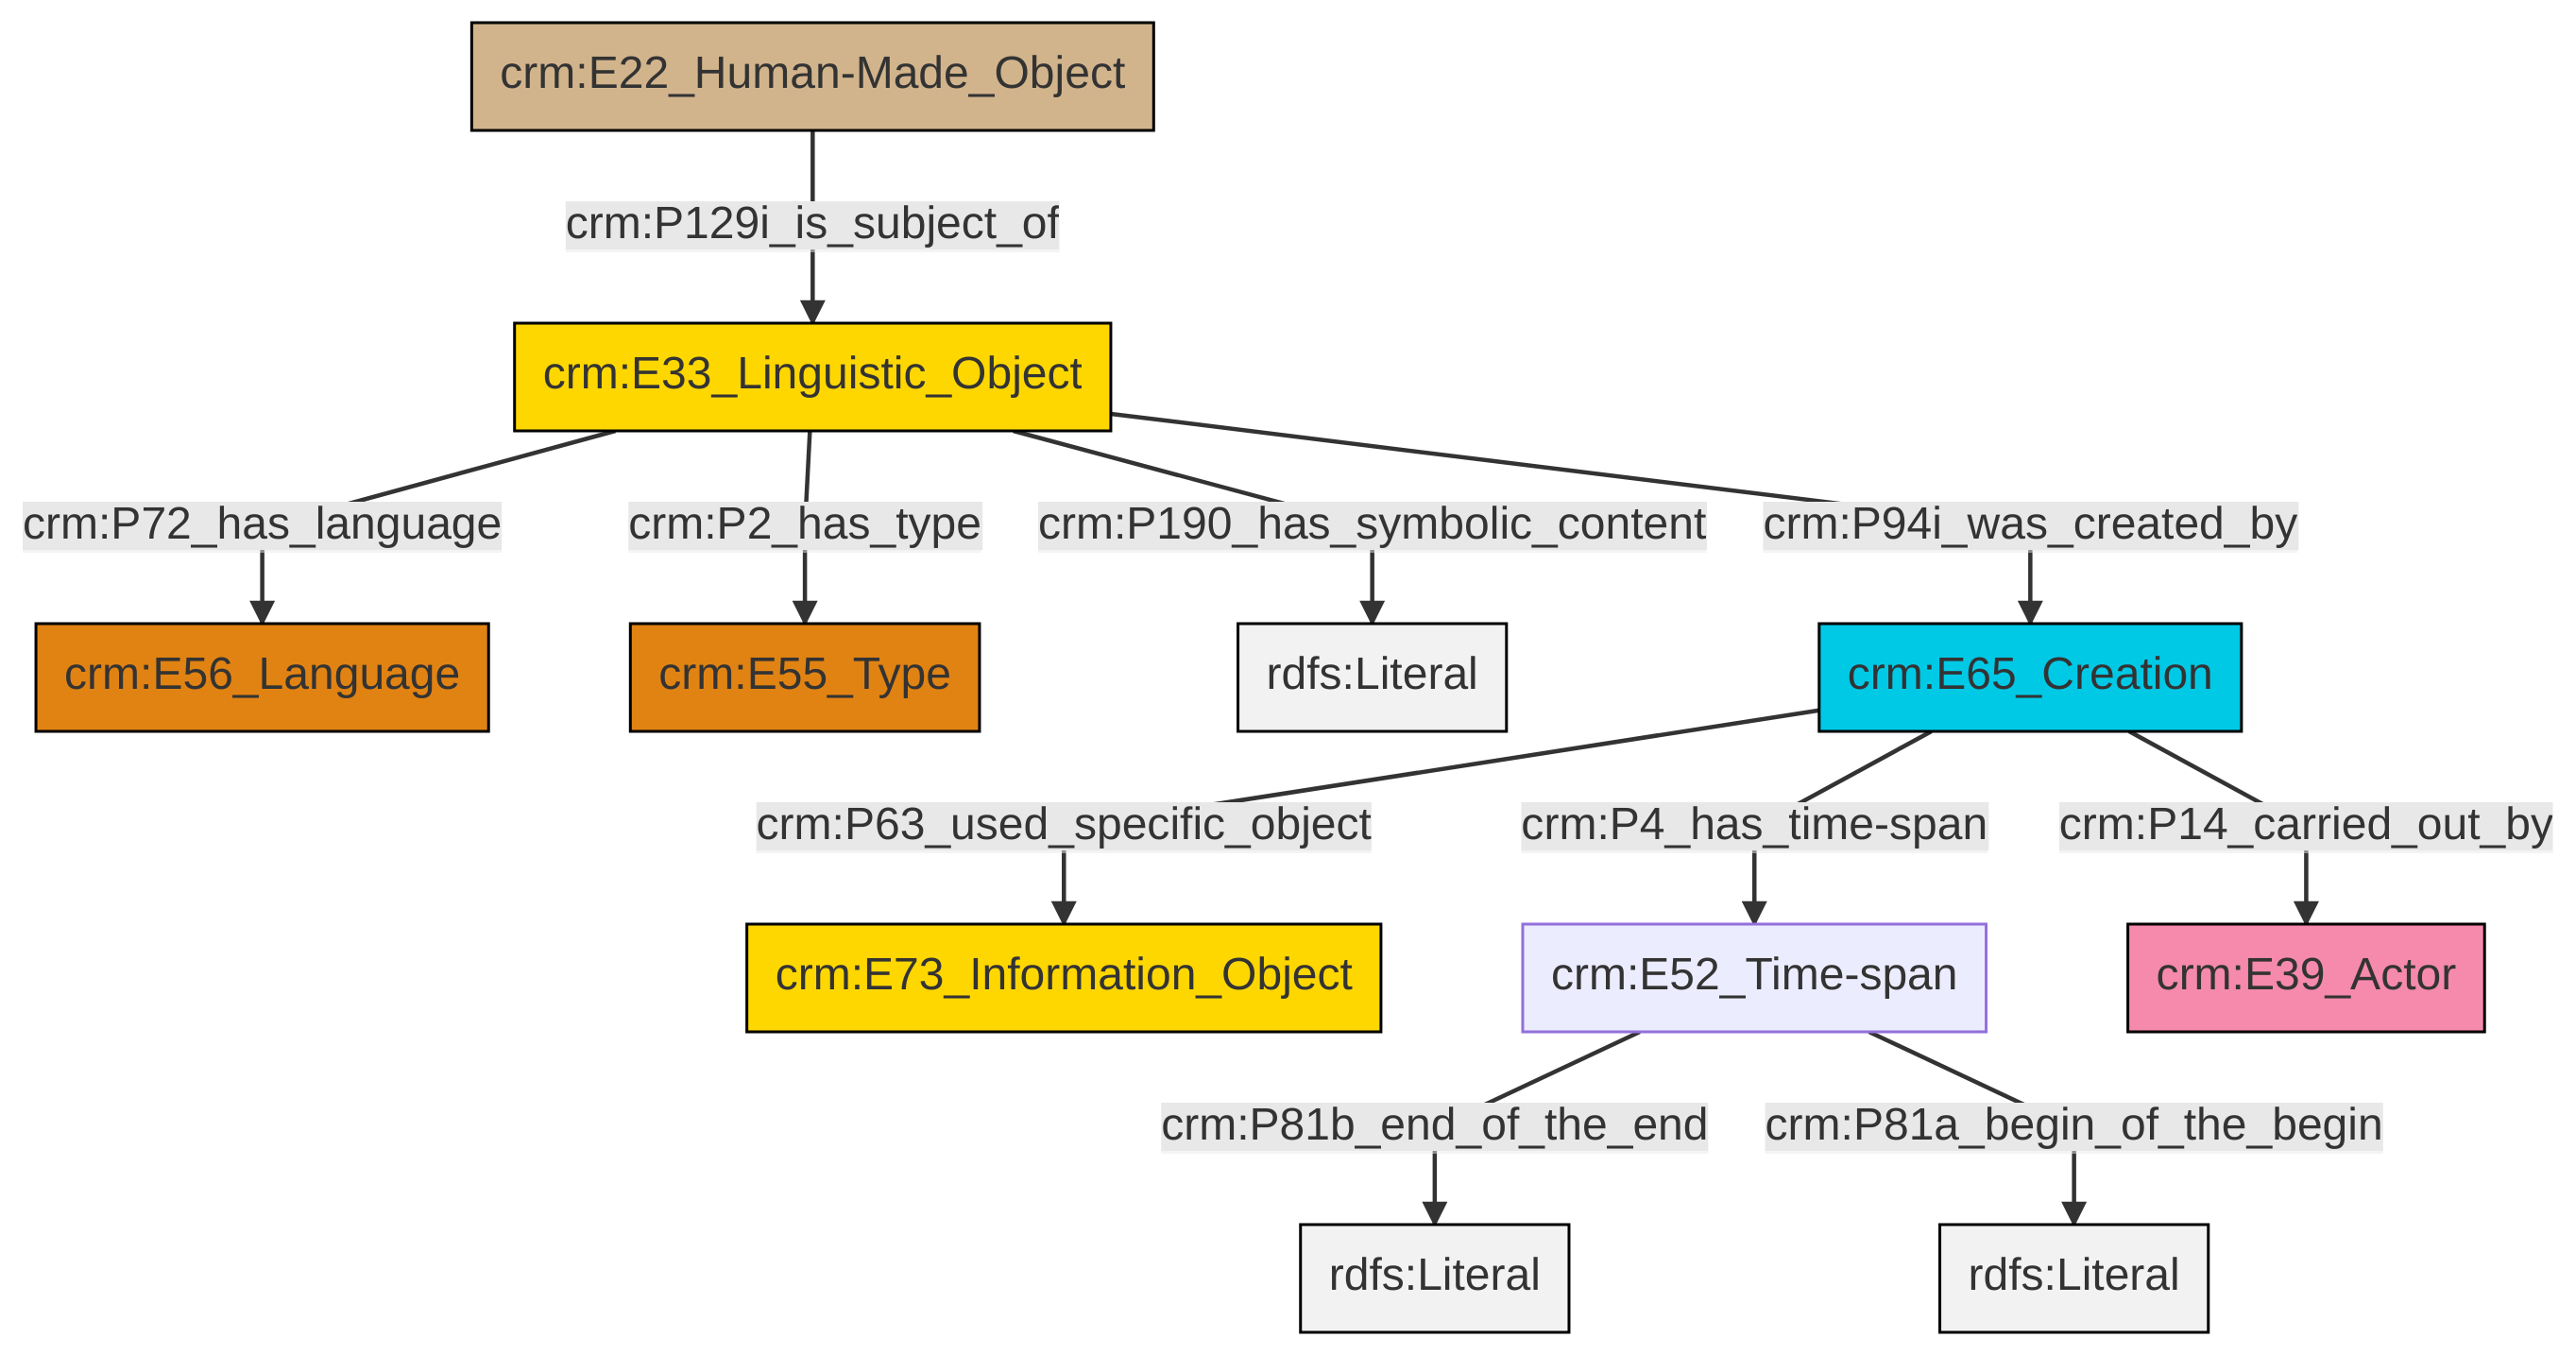 crm:E22_Human-Made_Object
crm:P129i_is_subject_of
crm:E33_Linguistic_Object
crm:P72_has_language
crm:P2_has_type
crm:P190_has_symbolic_content
crm:P94i_was_created_by
crm:E56_Language
crm:E55_Type
rdfs:Literal
crm:E65_Creation
crm:P63_used_specific_object
crm:P4_has_time-span
crm:P14_carried_out_by
crm:E73_Information_Object
crm:E52_Time-span
crm:E39_Actor
crm:P81b_end_of_the_end
crm:P81a_begin_of_the_begin
rdfs:Literal
rdfs:Literal